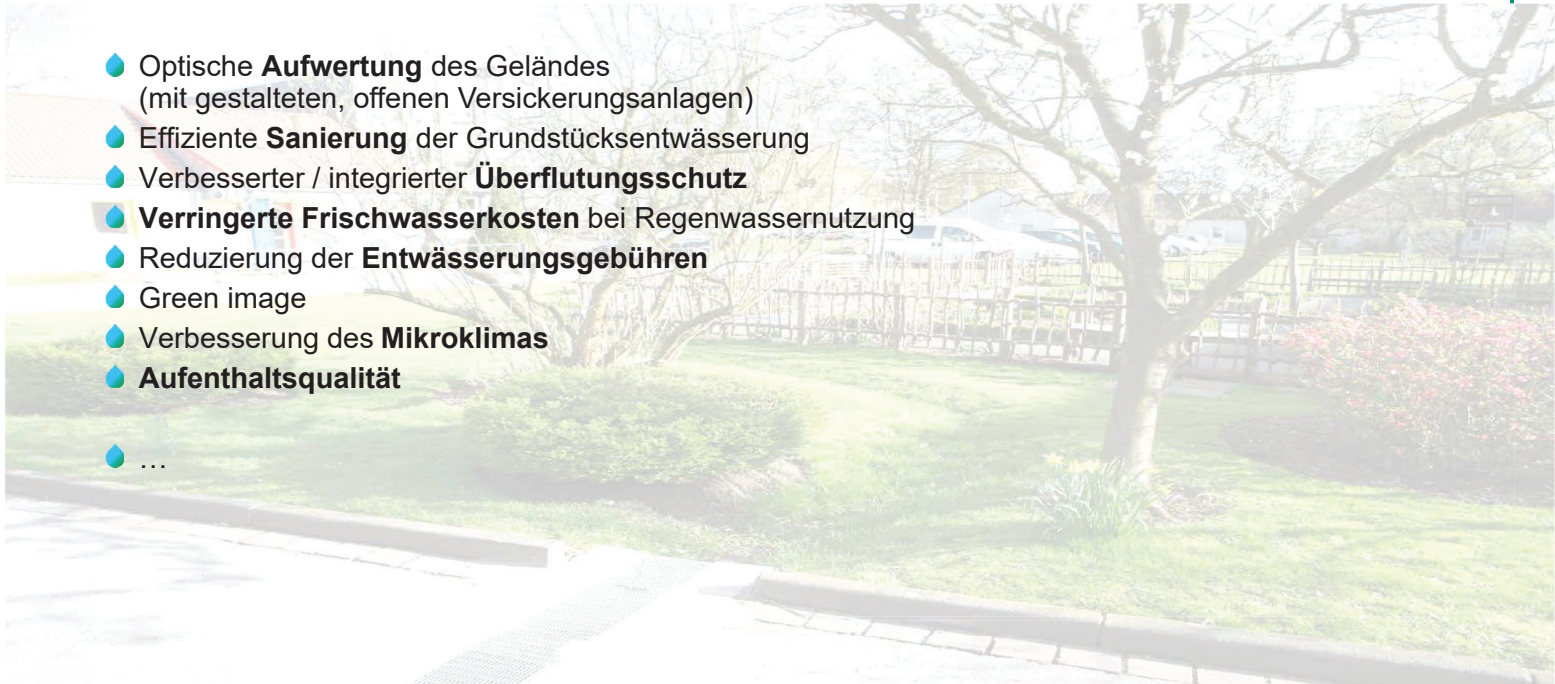 Optische Aufwertung des Geländes
(mit gestalteten, offenen Versickerungsanlagen)
Effiziente Sanierung der Grundstücksentwässerung
Verbesserter / integrierter Überflutungsschutz
Verringerte Frischwasserkosten bei Regenwassernutzung
Reduzierung der Entwässerungsgebühren
Green image
Verbesserung des Mikroklimas
Aufenthaltsqualität
…